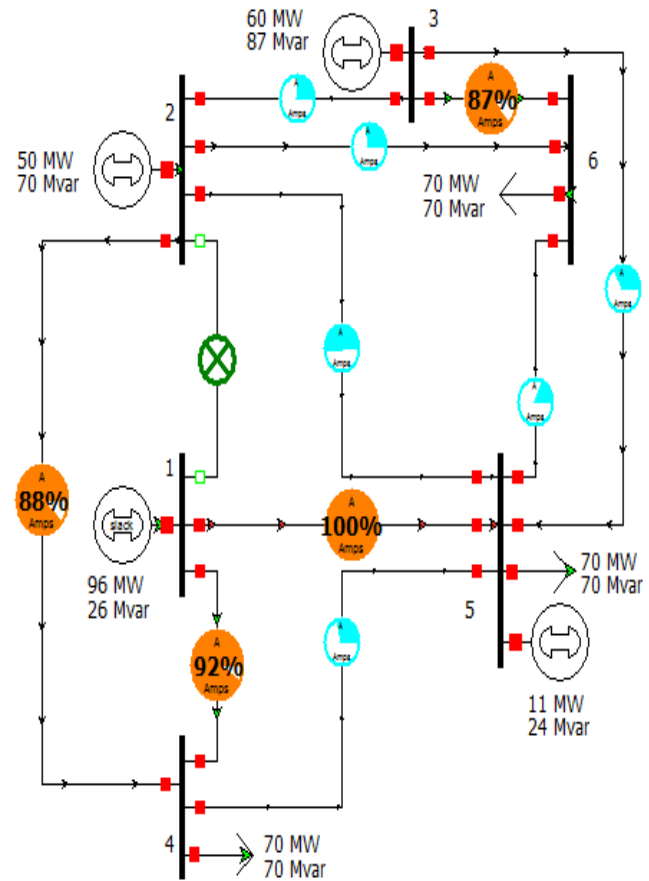 60 MW
87 Mvar
3
2
A
Amps
A
87%
Amps
A
Amps
6
50 MW
70 Mvar
70 MW
70 Mvar
A
Amps
A
Amps
A
Amps
1
A
88%
Amps
slack
A
100%
Amps
96 MW
26 Mvar
70 MW
70 Mvar
5
A
Amps
A
92%
Amps
11 MW
24 Mvar
4
70 MW
70 Mvar